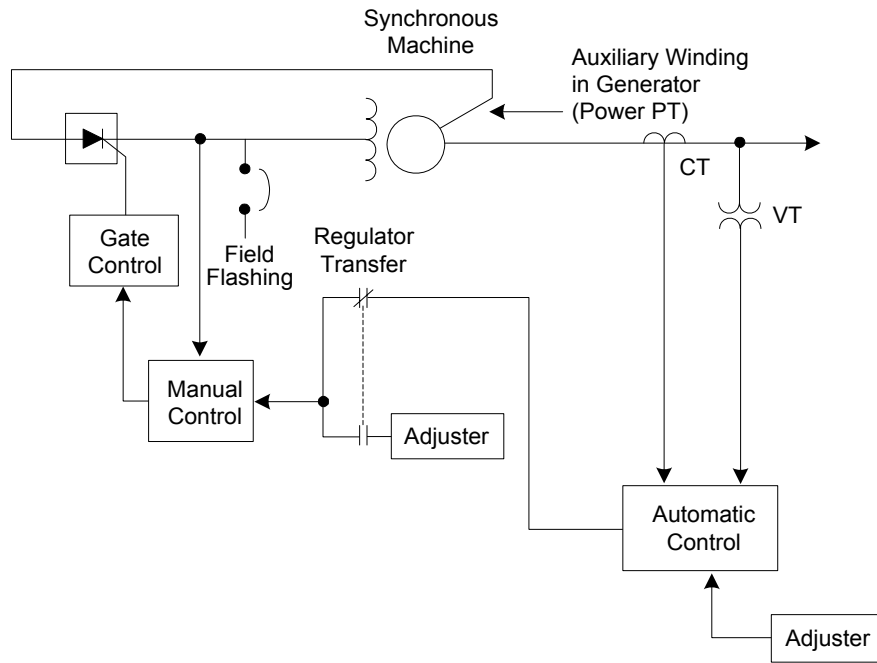 Synchronous
Machine
Auxiliary Winding
in Generator
(Power PT)
CT
VT
Gate
Control
Field
Flashing
Regulator
Transfer
Manual
Control
Adjuster
Automatic
Control
Adjuster